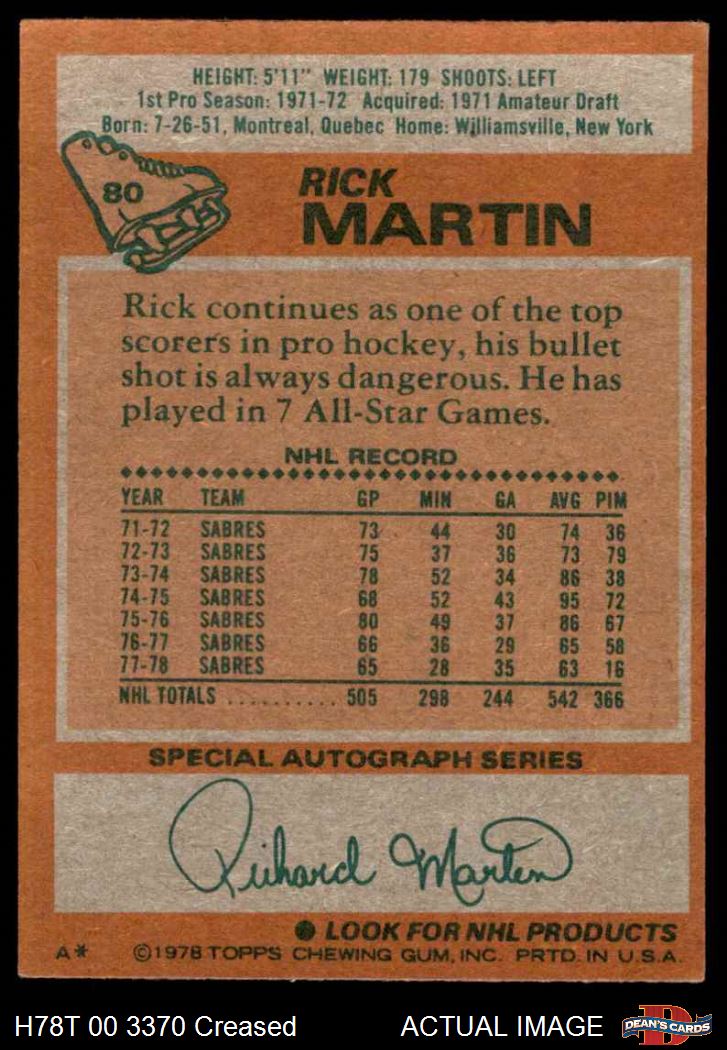 HEIGHT: 5'11" WEIGHT: 179 SHOOTS: LEFT
1st Pro Season: 1971-72 Acquired: 1971 Amateur Draft
Born: 7-26-51, Montreal, Quebec Home: Williamsville, New York
80
RICK
MARTIN
Rick continues as one of the top
scorers in pro hockey, his bullet
shot is always dangerous. He has
played in 7 All-Star Games.
NHL RECORD
YEAR TEAM GP MIN GA AVG PIM
71-72 SABRES 73 44 30 74 36
72-73 SABRES 75 37 36 73 79
73-74 SABRES 78 52 34 86 38
74-75 SABRES 68 52 43 95 72
75-76 SABRES 80 49 37 86 67
76-77 SABRES 66 36 29 65 58
77-78 SABRES 65 28 35 63 16
NHL TOTALS .......... 505 298 244 542 366
SPECIAL AUTOGRAPH SERIES
Richard Martin
● LOOK FOR NHL PRODUCTS
A* ©1978 TOPPS CHEWING GUM, INC. PRTD. IN U.S.A.
H78T 00 3370 Creased ACTUAL IMAGE D DEAN'S CARDS